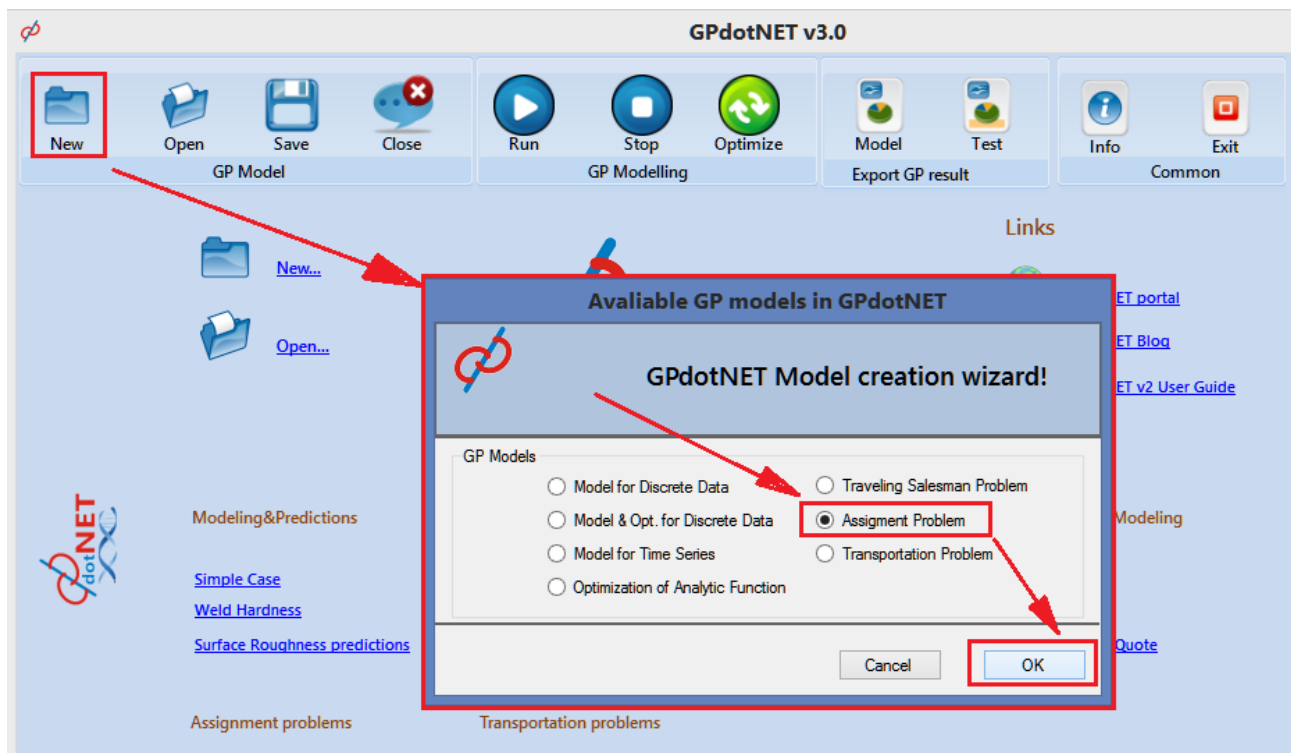 GPdotNET v3.0
New
Open
Save
Close
Run
Stop
Optimize
Model
Test
Info
Exit
GP Model
GP Modelling
Export GP result
Common
Links
New...
Open...
Avaliable GP models in GPdotNET
GPdotNET Model creation wizard!
ET portal
ET Blog
ET v2 User Guide
GP Models
Model for Discrete Data
Traveling Salesman Problem
Model & Opt. for Discrete Data
Assigment Problem
Model for Time Series
Transportation Problem
Optimization of Analytic Function
Cancel
OK
dotNET
Modeling&Predictions
Modeling
Simple Case
Weld Hardness
Surface Roughness predictions
Quote
Assignment problems
Transportation problems